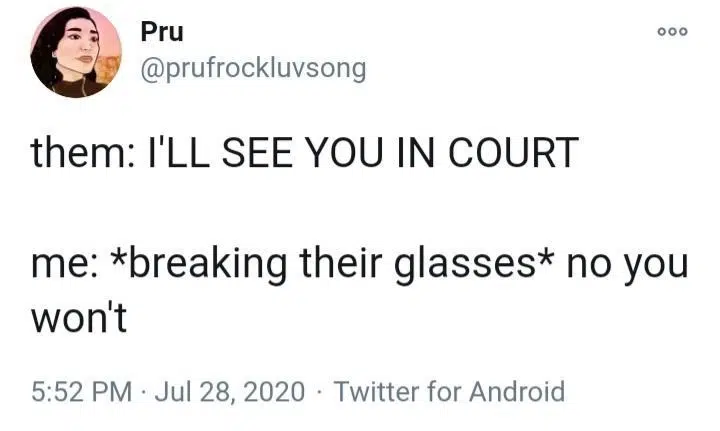 Pru
@prufrockluvsong
them: I'LL SEE YOU IN COURT
me: *breaking their glasses* no you
won't
5:52 PM · Jul 28, 2020 · Twitter for Android